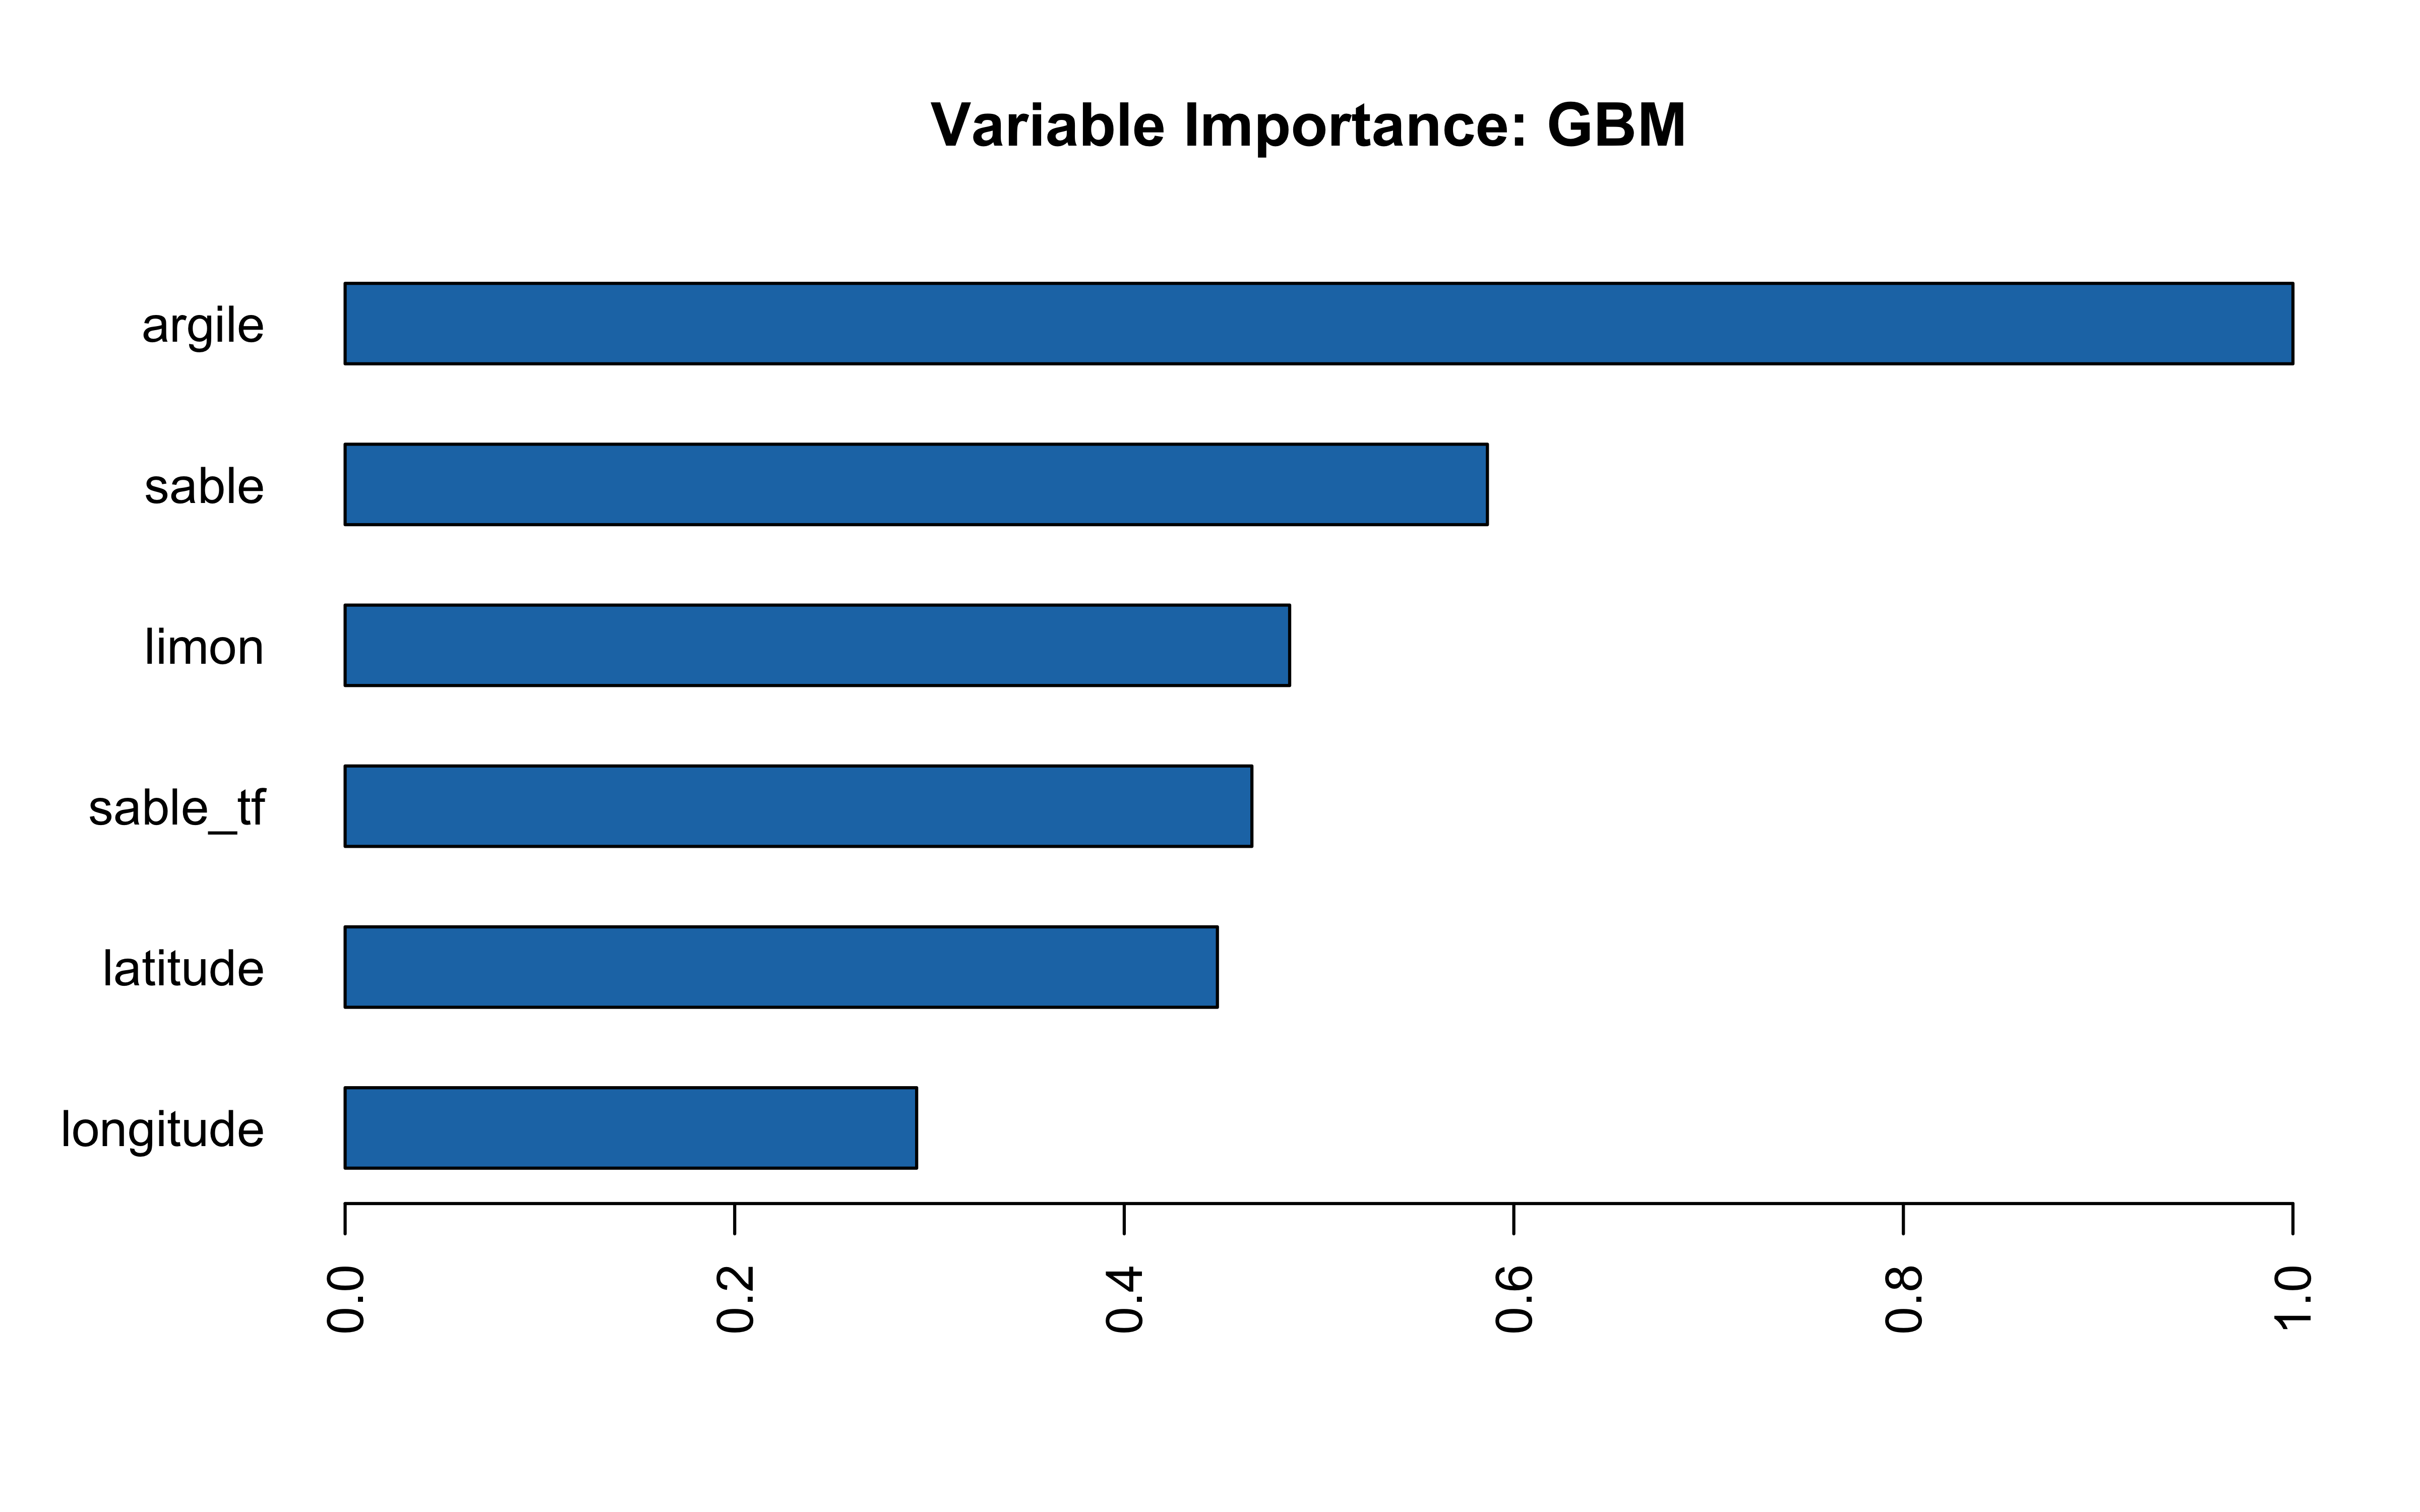 Variable Importance: GBM
argile
sable
limon
sable_tf
latitude
longitude
0.0 0.2 0.4 0.6 0.8 1.0